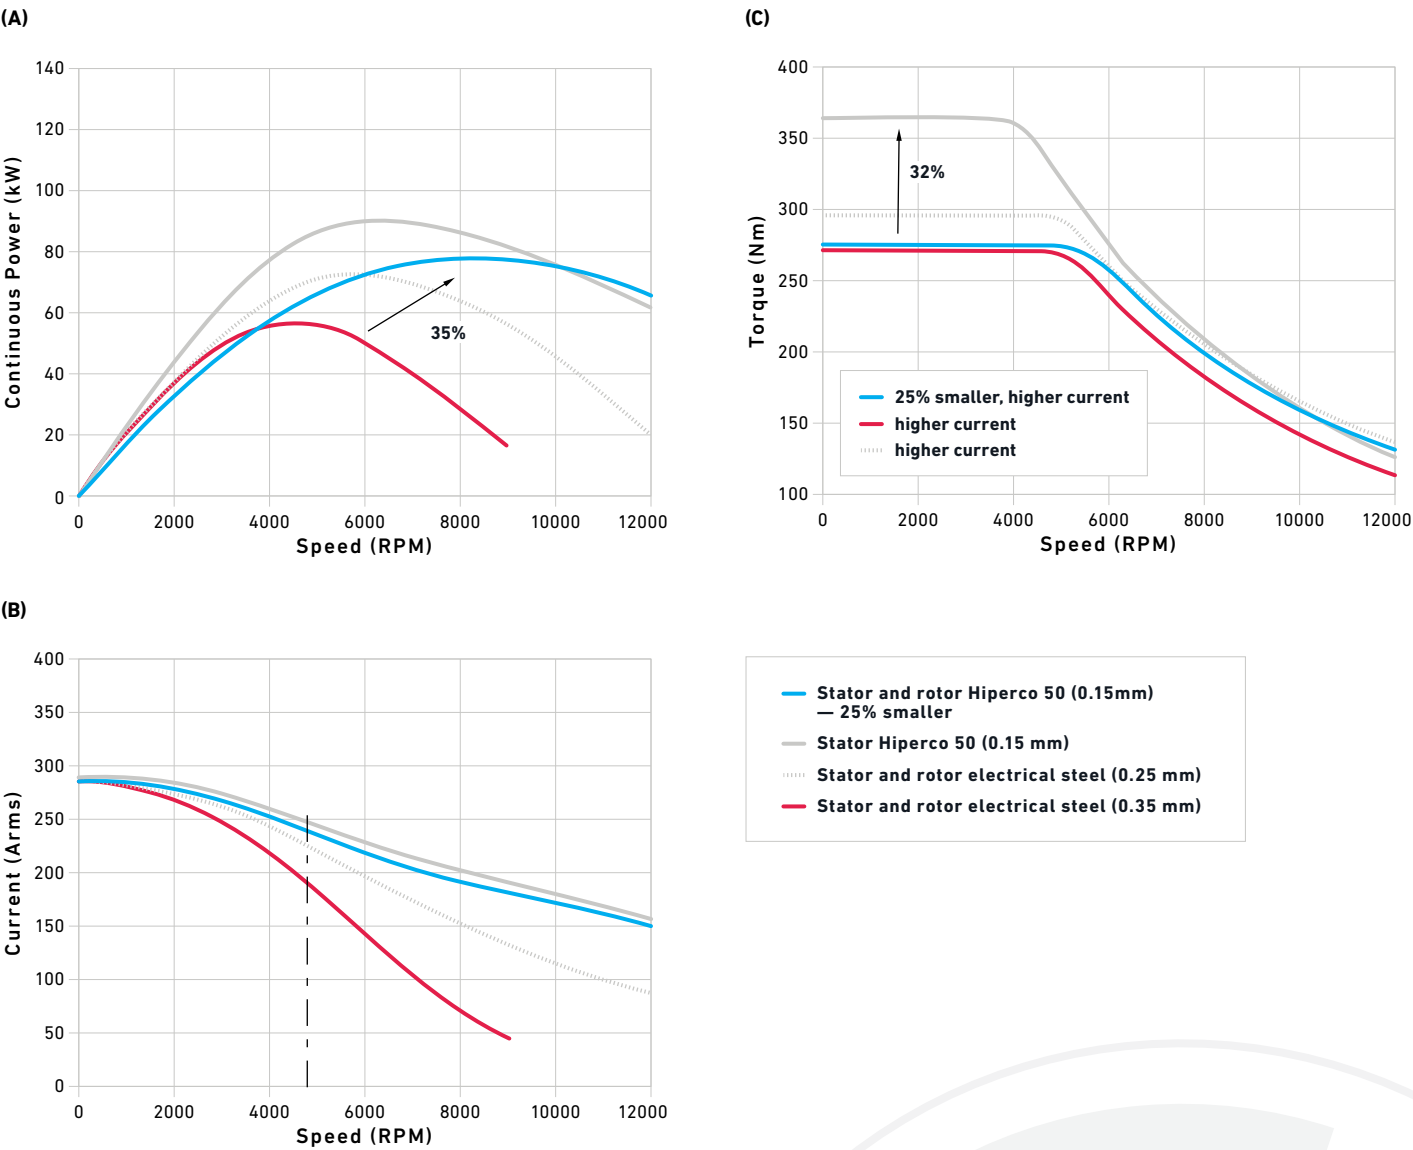 (A)
140
120
100
80
60
40
20
0
Continuous Power (kW)
35%
0 2000 4000 6000 8000 10000 12000
Speed (RPM)
(C)
400
350
300
250
200
150
100
Torque (Nm)
32%
25% smaller, higher current
higher current
higher current
0 2000 4000 6000 8000 10000 12000
Speed (RPM)
(B)
400
350
300
250
200
150
100
50
0
Current (Arms)
0 2000 4000 6000 8000 10000 12000
Speed (RPM)
Stator and rotor Hiperco 50 (0.15mm)
— 25% smaller
Stator Hiperco 50 (0.15 mm)
Stator and rotor electrical steel (0.25 mm)
Stator and rotor electrical steel (0.35 mm)